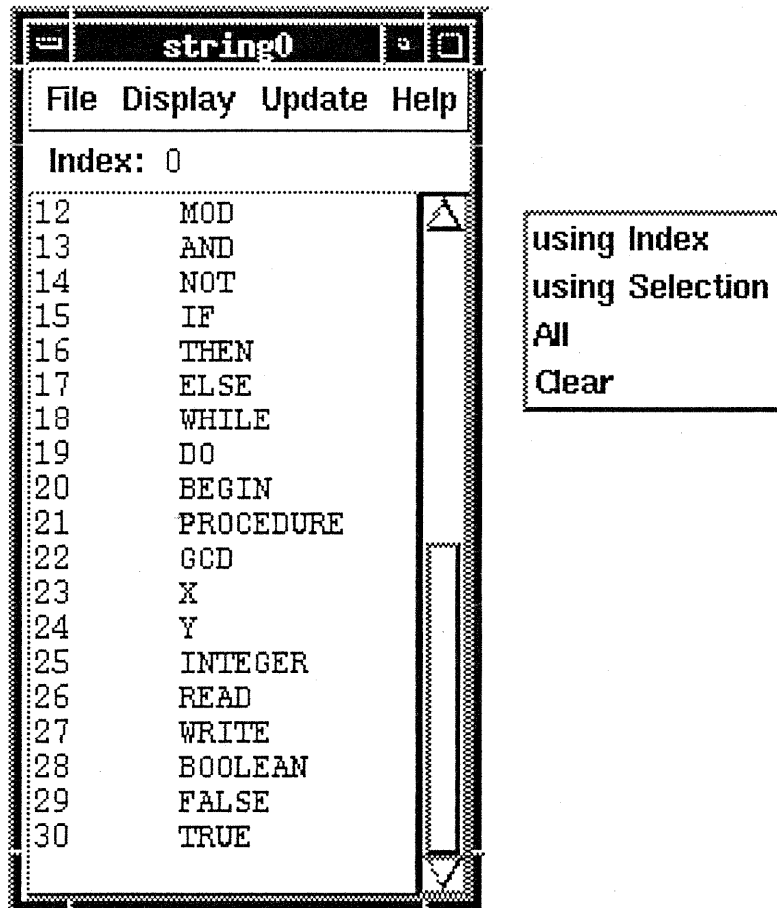 string0
File Display Update Help
Index: 0
12 MOD
13 AND
14 NOT
15 IF
16 THEN
17 ELSE
18 WHILE
19 DO
20 BEGIN
21 PROCEDURE
22 GCD
23 X
24 Y
25 INTEGER
26 READ
27 WRITE
28 BOOLEAN
29 FALSE
30 TRUE
using Index
using Selection
All
Clear